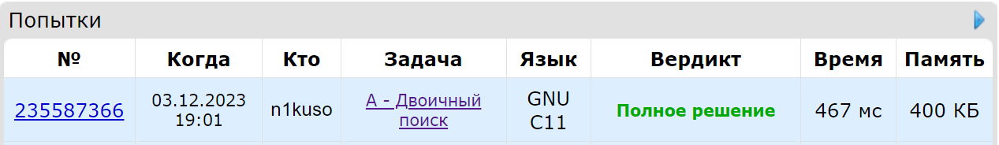 Попытки
№ Когда Кто Задача Язык Вердикт Время Память
235587366 03.12.2023 19:01 n1kuso A - Двоичный поиск GNU C11 Полное решение 467 мс 400 КБ